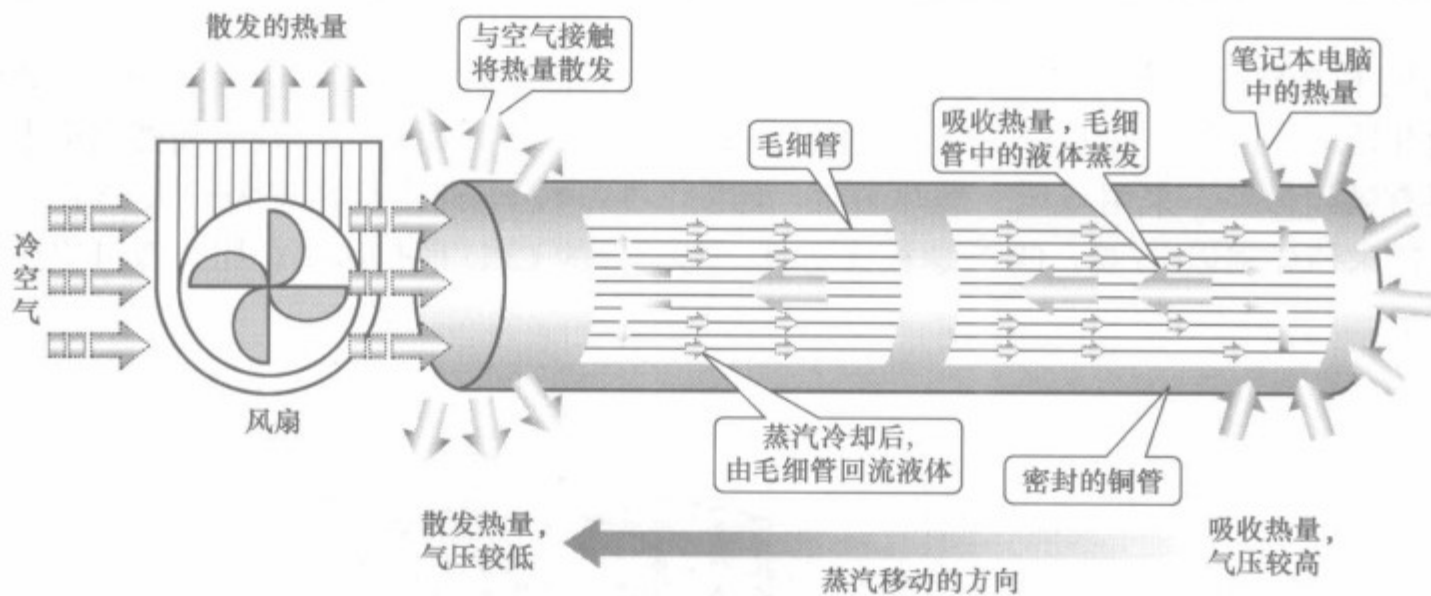 散发的热量
与空气接触
将热量散发
笔记本电脑
中的热量
毛细管
吸收热量，毛细
管中的液体蒸发
冷空气
风扇
蒸汽冷却后，
由毛细管回流液体
密封的铜管
散发热量，
气压较低
蒸汽移动的方向
吸收热量，
气压较高